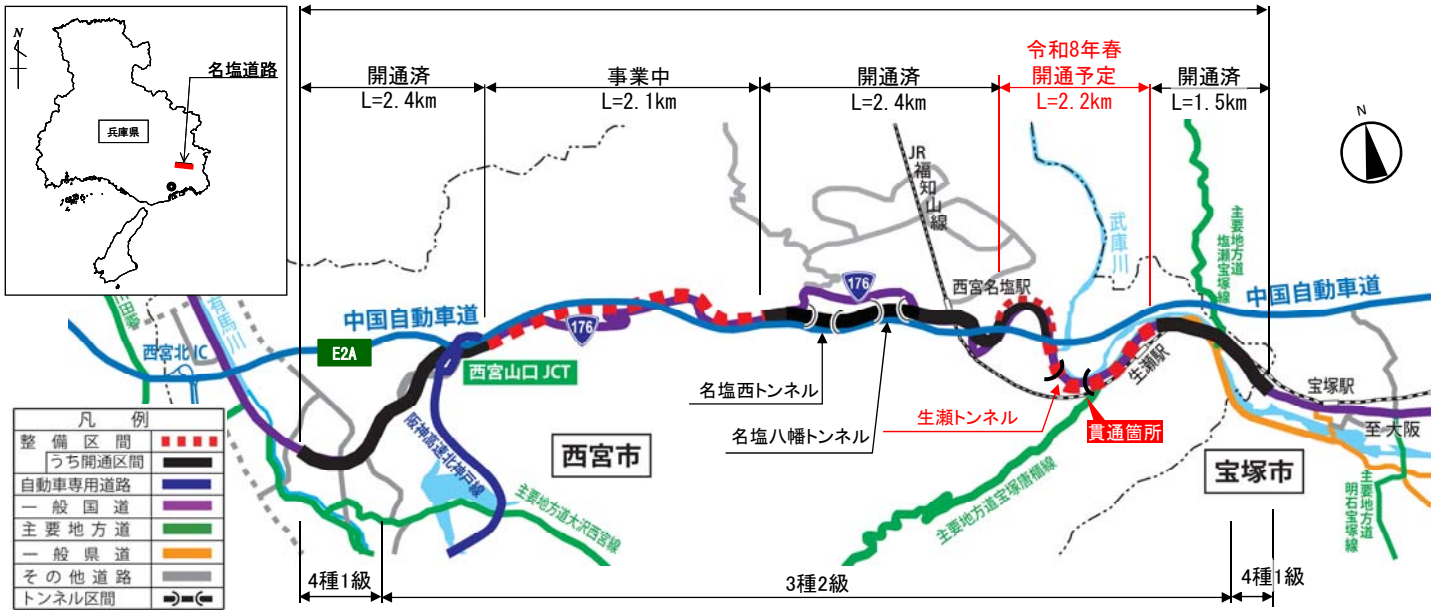 N
名塩道路
兵庫県
開通済
L=2.4km
事業中
L=2.1km
開通済
L=2.4km
令和8年春
開通予定
L=2.2km
開通済
L=1.5km
N
JR福知山線
武庫川
主要地方道
塩瀬宝塚線
西宮名塩駅
176
中国自動車道
176
中国自動車道
有馬川
三田線
西宮北IC
E2A
西宮山口JCT
生瀬駅
宝塚駅
名塩西トンネル
名塩八幡トンネル
生瀬トンネル
貫通箇所
至 大阪
西宮市
宝塚市
阪神高速北神戸線
主要地方道大沢西宮線
主要地方道宝塚唐櫃線
主要地方道
明石宝塚線
凡 例
整備区間
うち開通区間
自動車専用道路
一般国道
主要地方道
一般県道
その他道路
トンネル区間
4種1級
3種2級
4種1級